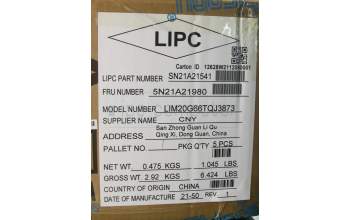 LIPC
Carton ID
LIPC PART NUMBER SN21A21541
FRU NUMBER 5N21A21980
MODEL NUMBER LIM20G66TQJ3873
SUPPLIER NAME CNY
ADDRESS San Zhong Guan Li Qu
Qing Xi, Dong Guan, China
PALLET NO. PKG Q'TY 5 PCS
NET WT. 0.475 KGS 1.045 LBS
GROSS WT. 2.92 KGS 6.424 LBS
COUNTRY OF ORIGIN CHINA
DATE OF MANUFACTURE 21-50 REV 1